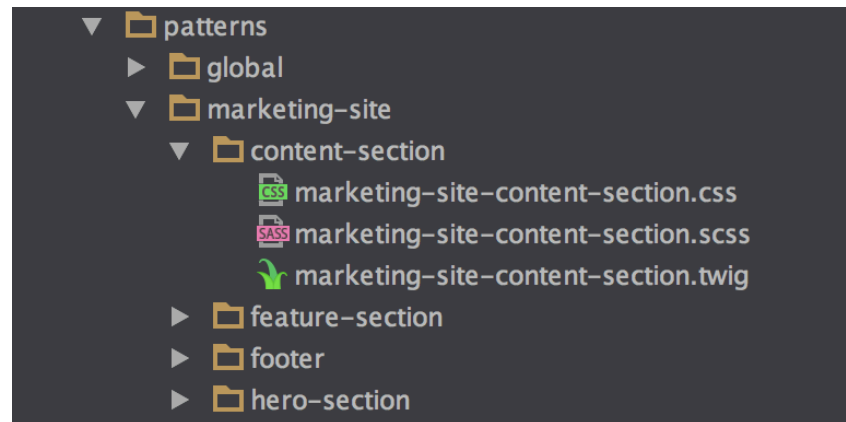 patterns
global
marketing-site
content-section
CSS marketing-site-content-section.css
SASS marketing-site-content-section.scss
marketing-site-content-section.twig
feature-section
footer
hero-section